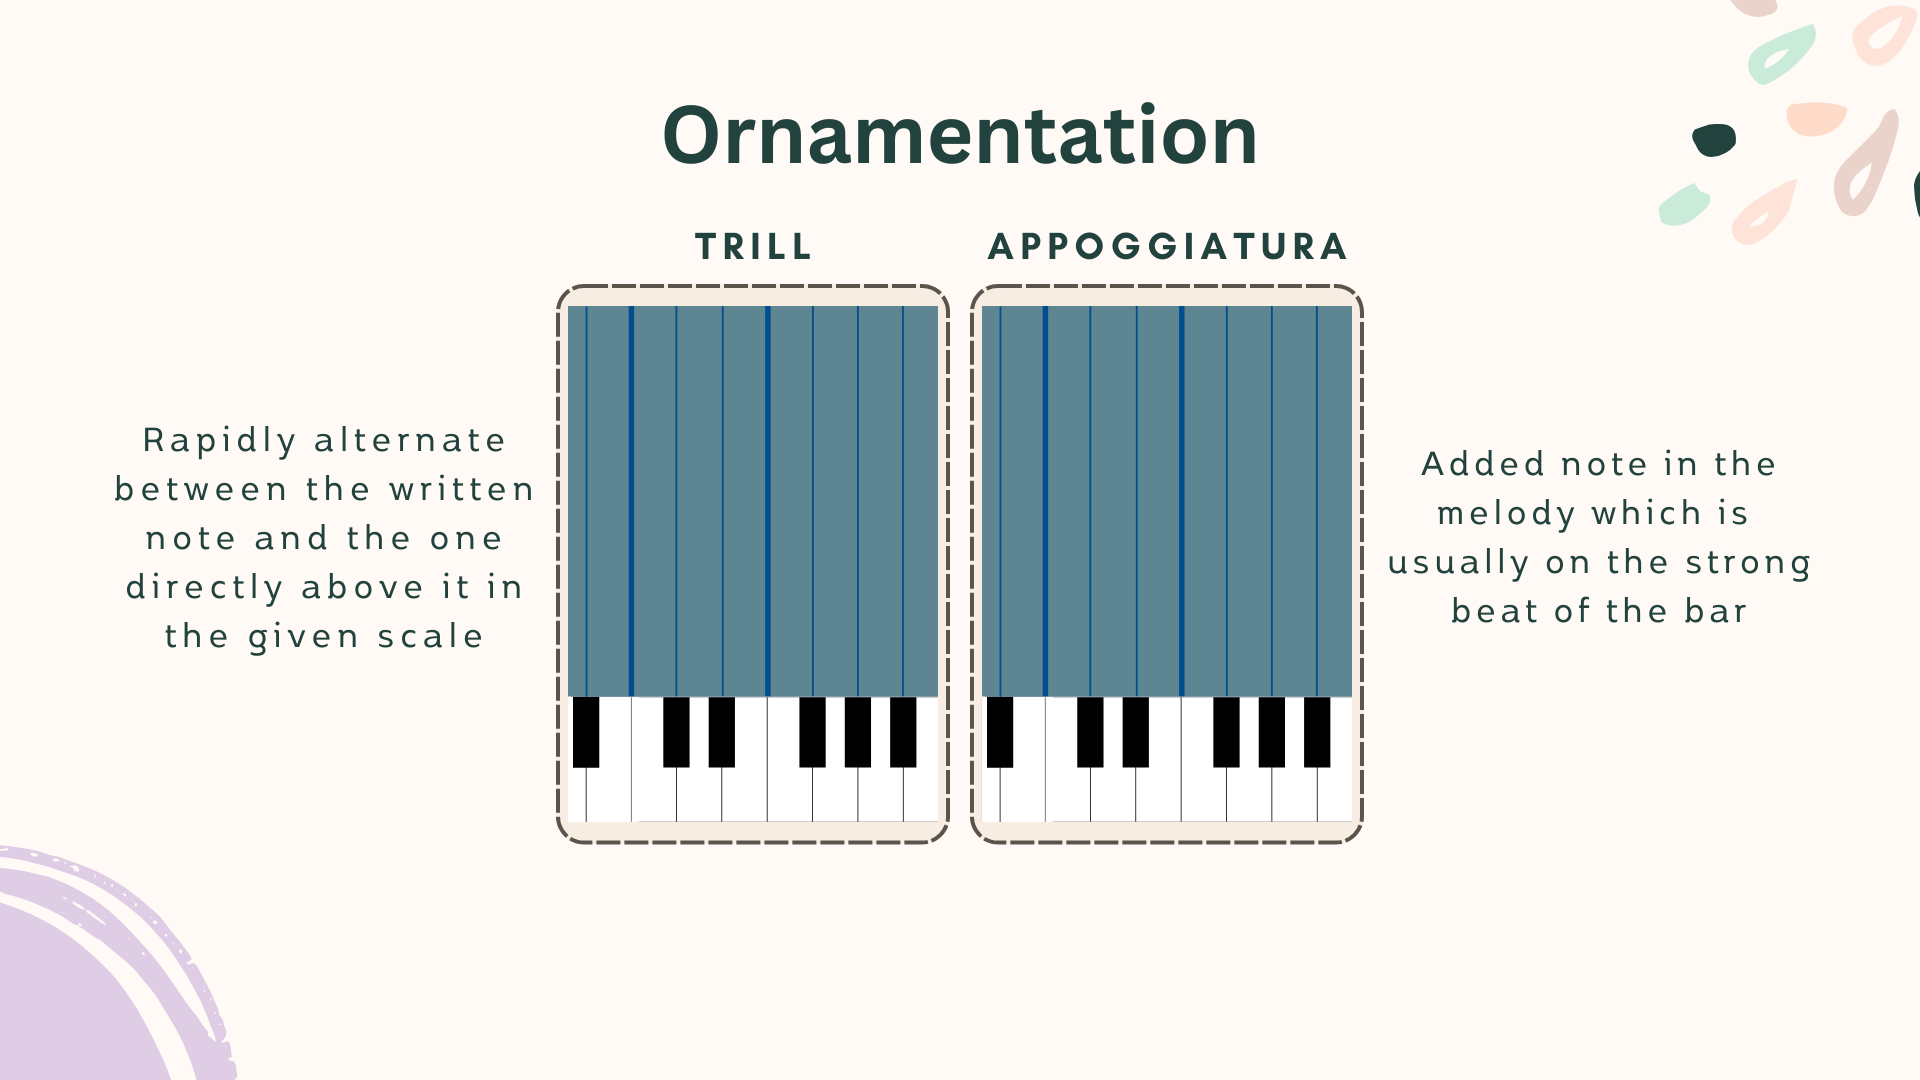 Ornamentation
TRILL
APPOGGIATURA
Rapidly alternate
between the written
note and the one
directly above it in
the given scale
Added note in the
melody which is
usually on the strong
beat of the bar